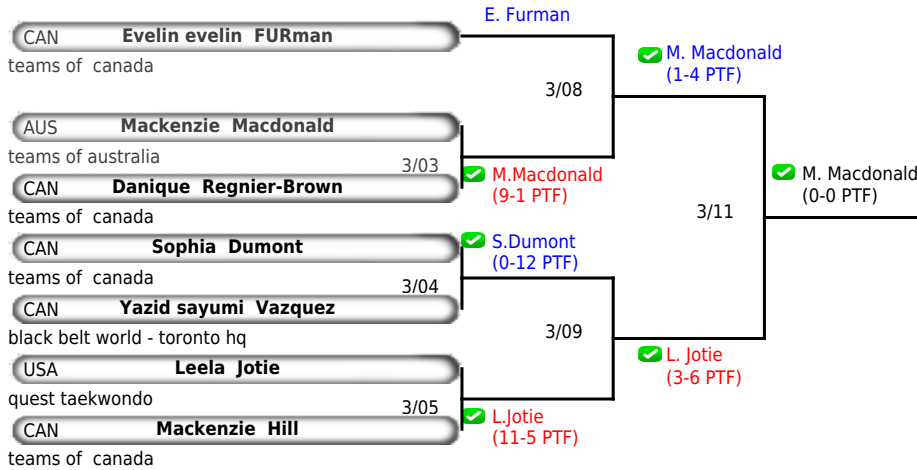 E. Furman
CAN Evelin evelin FURman
teams of canada
M. Macdonald
(1-4 PTF)
3/08
AUS Mackenzie Macdonald
teams of australia
3/03
M.Macdonald
(9-1 PTF)
CAN Danique Regnier-Brown
teams of canada
M. Macdonald
(0-0 PTF)
3/11
CAN Sophia Dumont
teams of canada
S.Dumont
(0-12 PTF)
3/04
CAN Yazid sayumi Vazquez
black belt world - toronto hq
3/09
L. Jotie
(3-6 PTF)
USA Leela Jotie
quest taekwondo
3/05
L.Jotie
(11-5 PTF)
CAN Mackenzie Hill
teams of canada